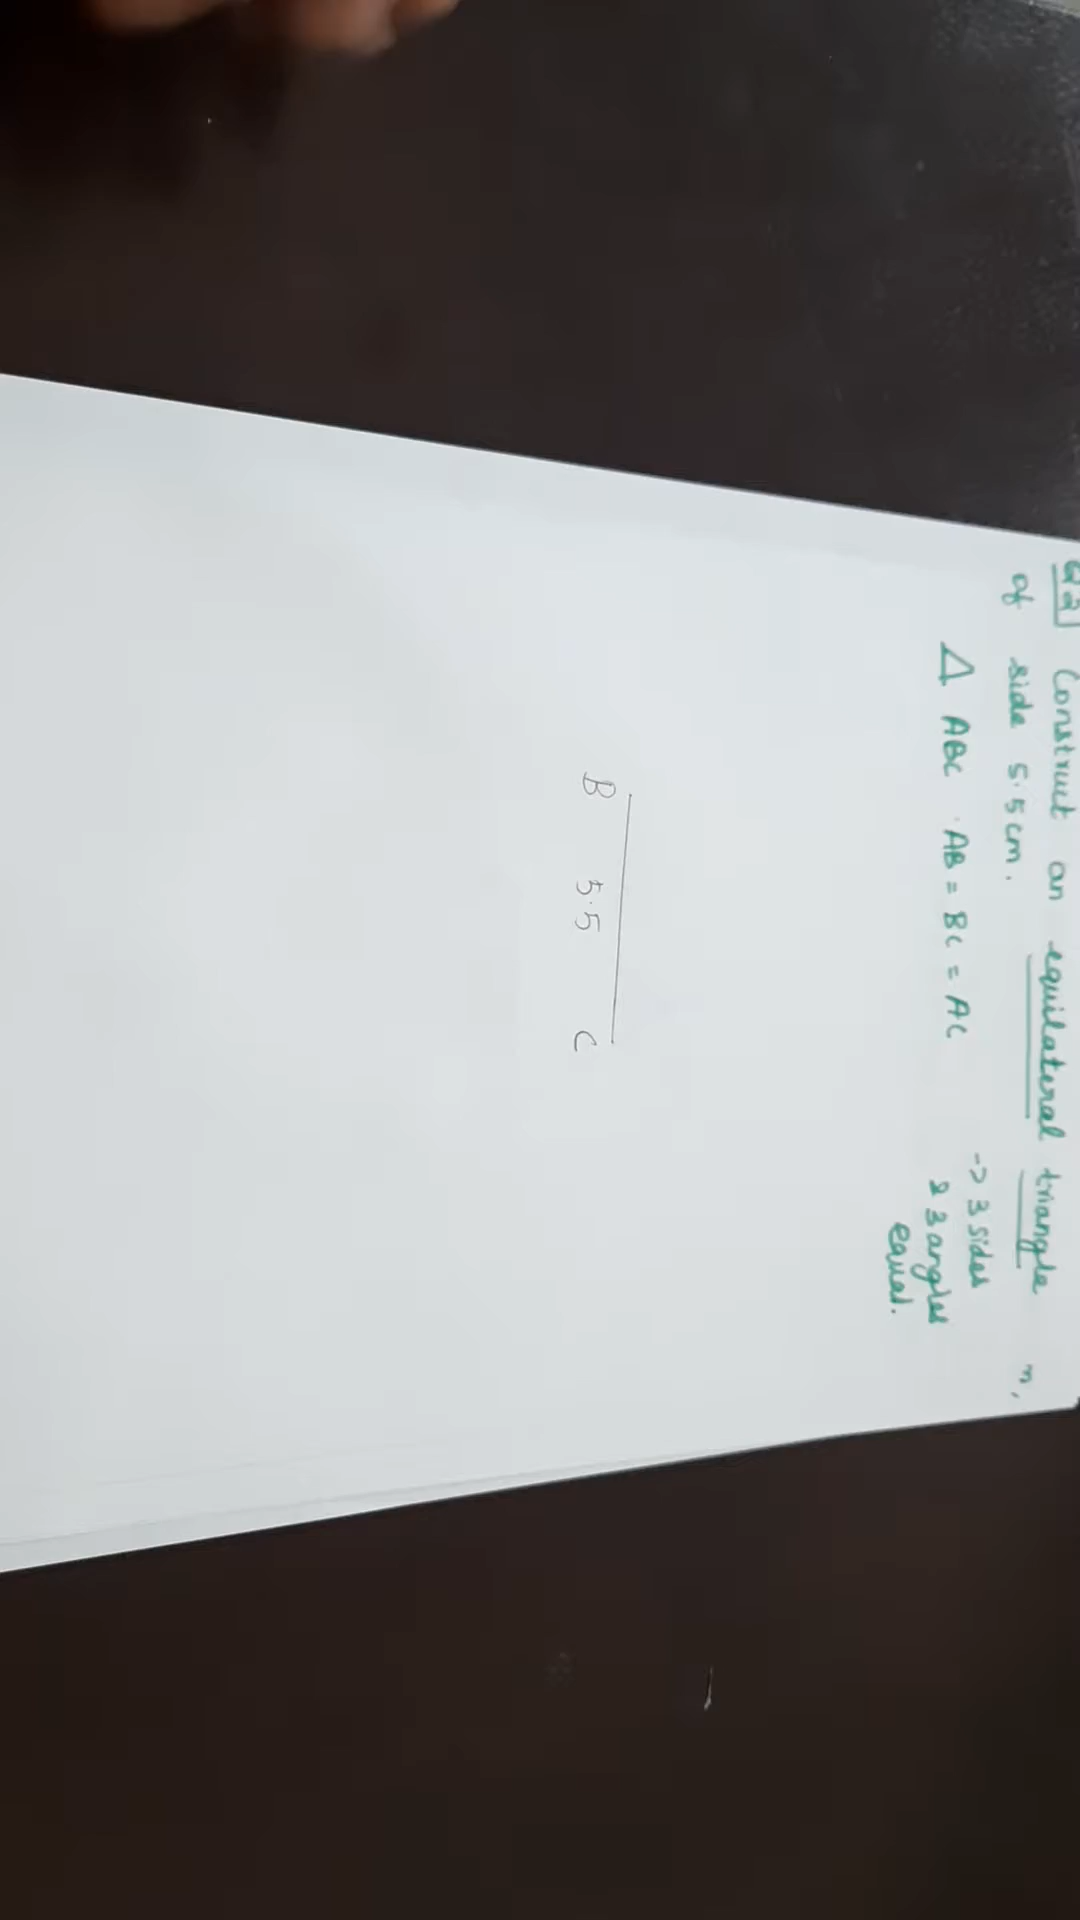 Q2 Construct an equilateral triangle
of side 5.5 cm.
△ ABC AB = BC = AC
-> 3 sides
& 3 angles
equal.
B 5.5 C